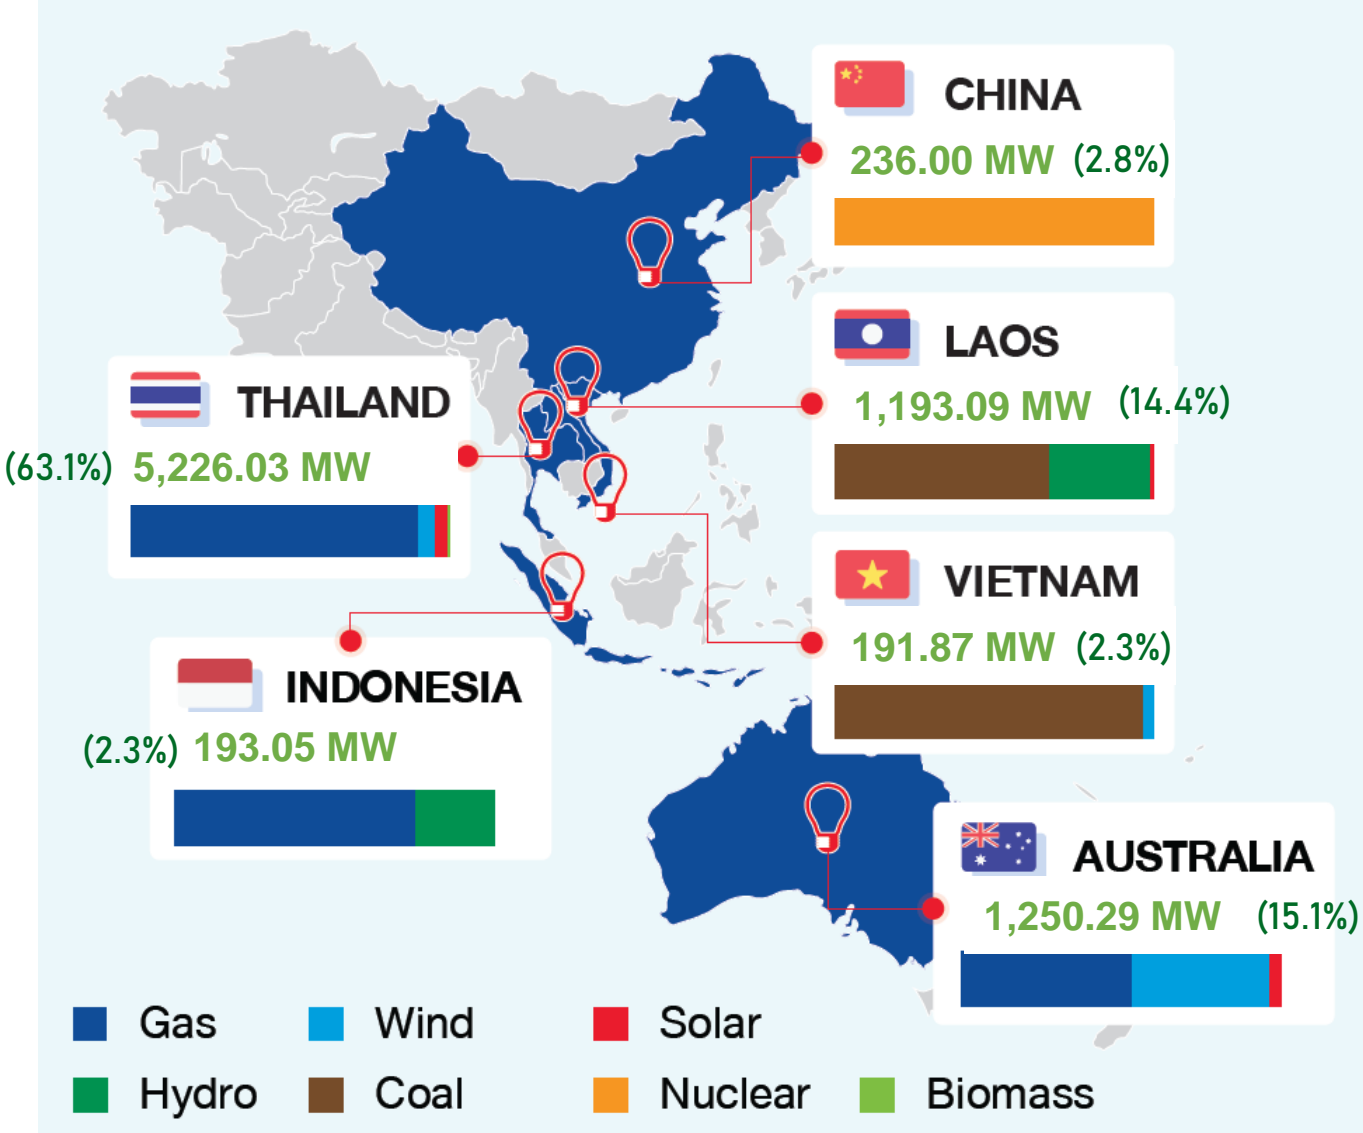 CHINA
236.00 MW (2.8%)
LAOS
1,193.09 MW (14.4%)
THAILAND
(63.1%) 5,226.03 MW
VIETNAM
191.87 MW (2.3%)
INDONESIA
(2.3%) 193.05 MW
AUSTRALIA
1,250.29 MW (15.1%)
Gas Wind Solar
Hydro Coal Nuclear Biomass